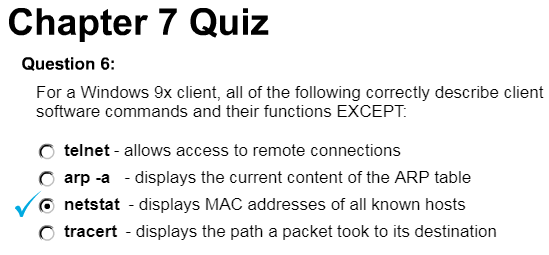 Chapter 7 Quiz
Question 6:
For a Windows 9x client, all of the following correctly describe client
software commands and their functions EXCEPT:
telnet - allows access to remote connections
arp -a - displays the current content of the ARP table
netstat - displays MAC addresses of all known hosts
tracert - displays the path a packet took to its destination